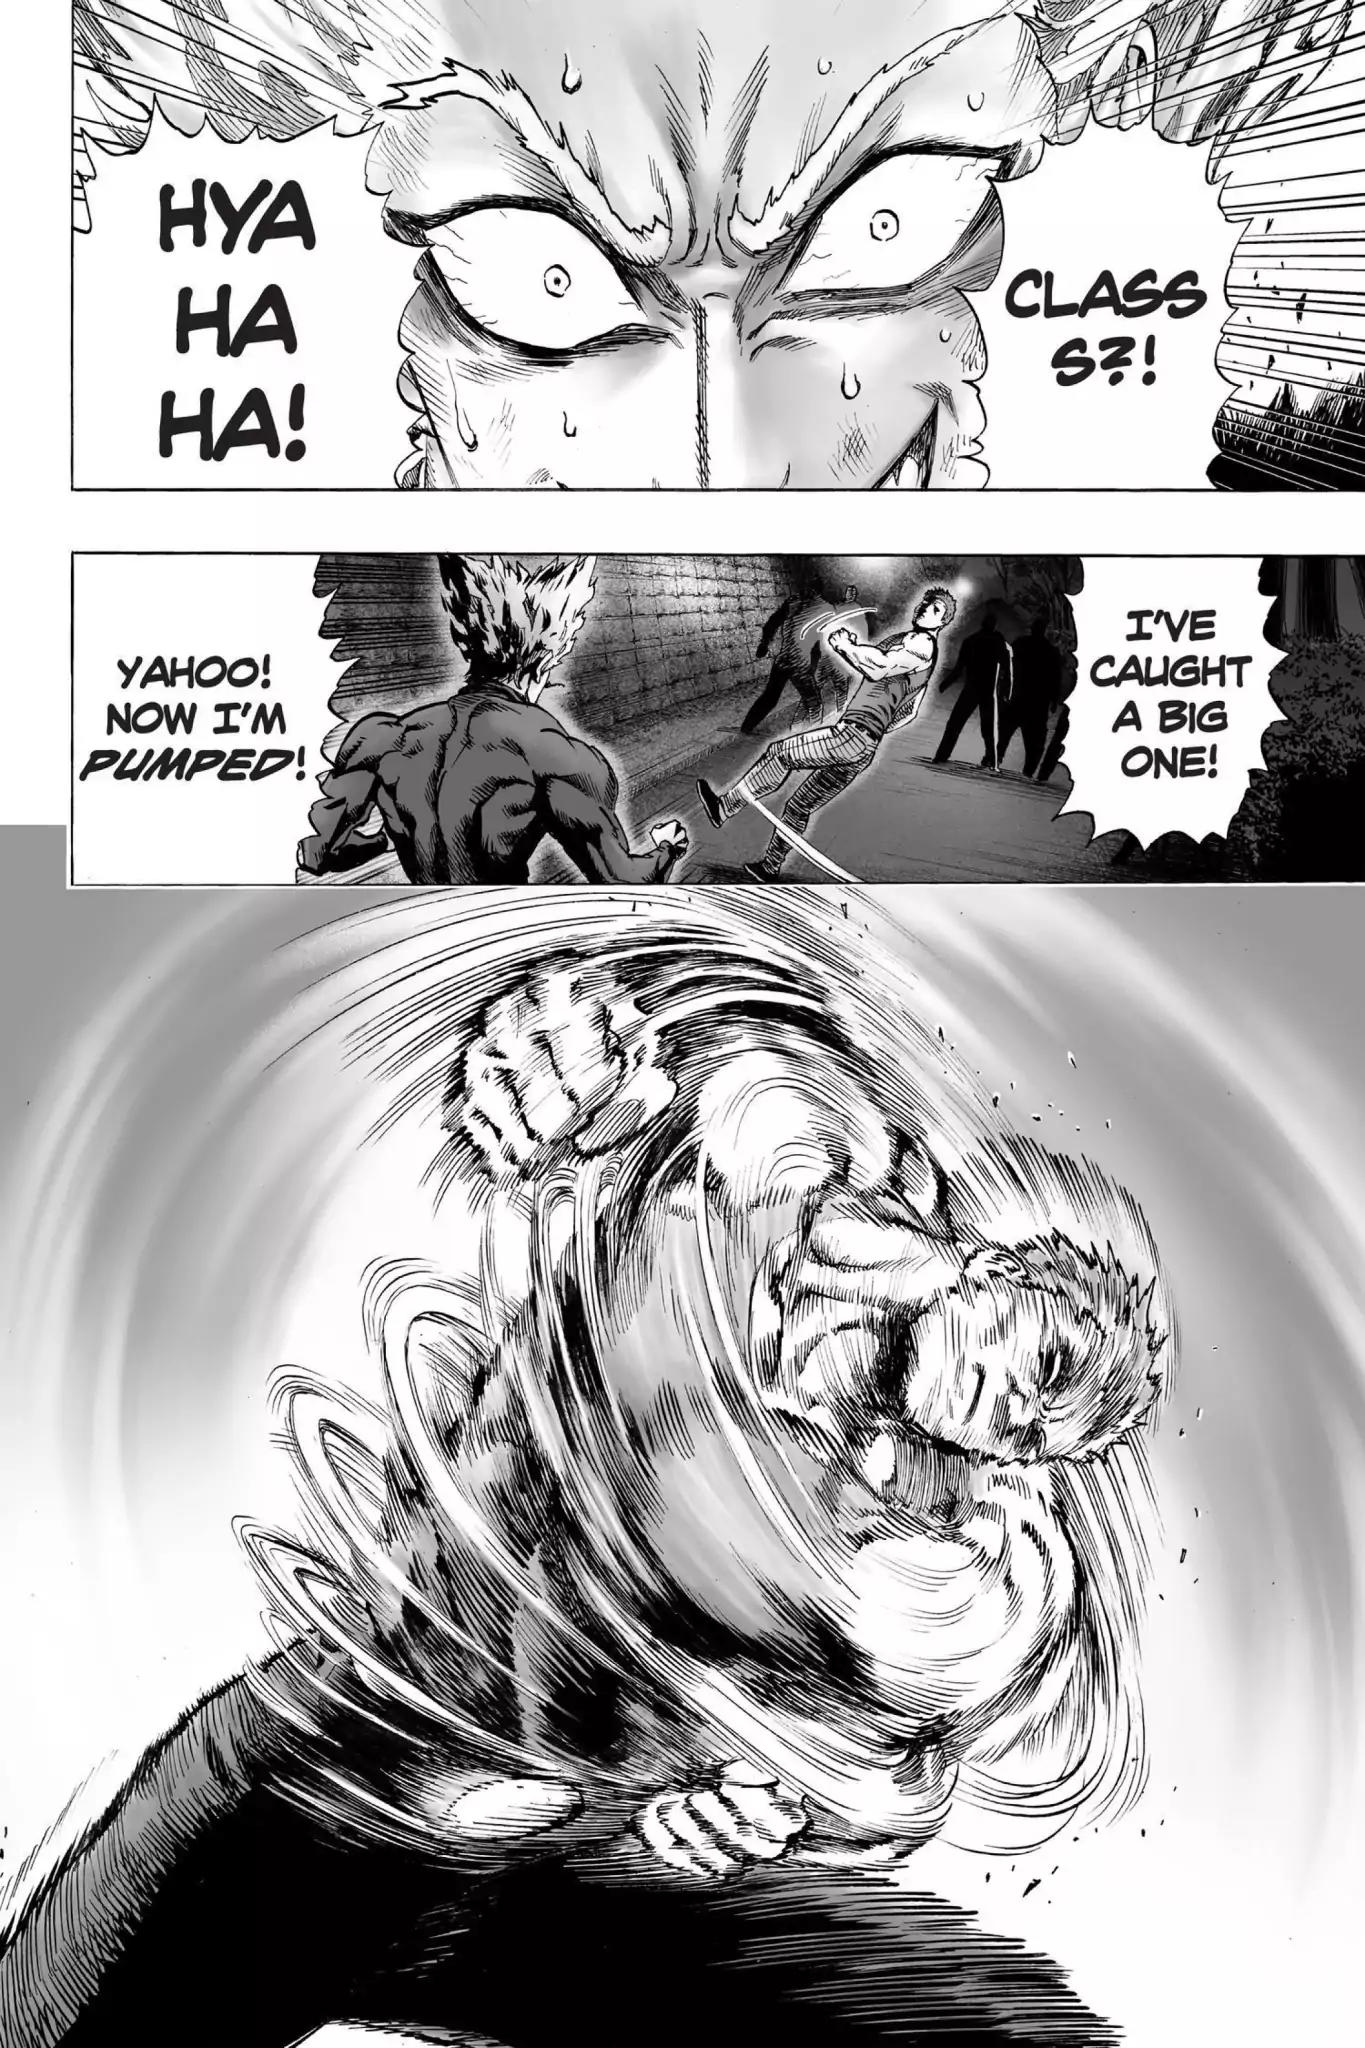 CLASS
S?!
HYA
HA
HA!
I'VE
CAUGHT
A BIG
ONE!
YAHOO!
NOW I'M
PUMPED!